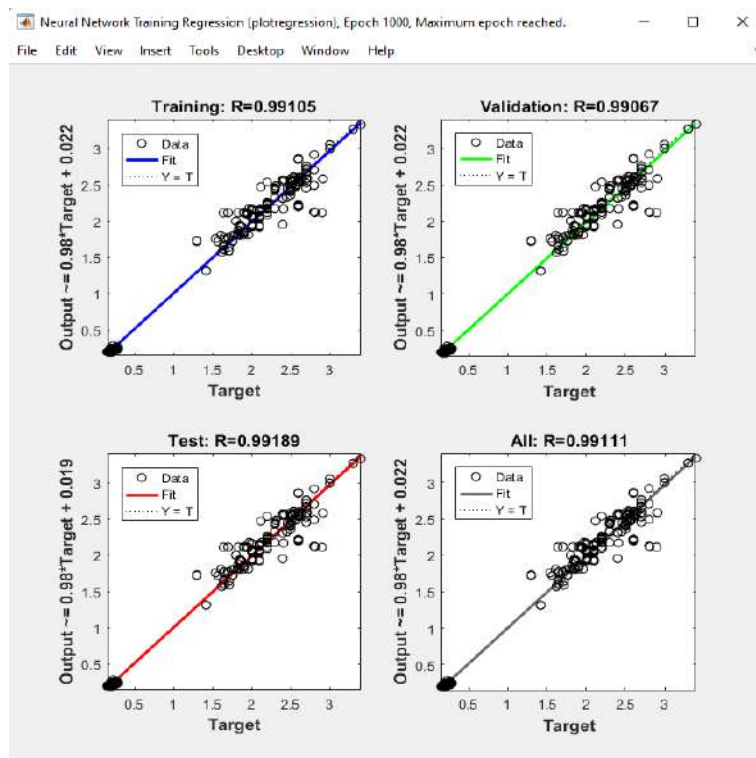 Neural Network Training Regression (plotregression), Epoch 1000, Maximum epoch reached.
File Edit View Insert Tools Desktop Window Help
Training: R=0.99105
Output ~= 0.98*Target + 0.022
Data
Fit
Y = T
3
2.5
2
1.5
1
0.5
0.5 1 1.5 2 2.5 3
Target
Validation: R=0.99067
Output ~= 0.98*Target + 0.022
Data
Fit
Y = T
3
2.5
2
1.5
1
0.5
0.5 1 1.5 2 2.5 3
Target
Test: R=0.99189
Output ~= 0.98*Target + 0.019
Data
Fit
Y = T
3
2.5
2
1.5
1
0.5
0.5 1 1.5 2 2.5 3
Target
All: R=0.99111
Output ~= 0.98*Target + 0.022
Data
Fit
Y = T
3
2.5
2
1.5
1
0.5
0.5 1 1.5 2 2.5 3
Target